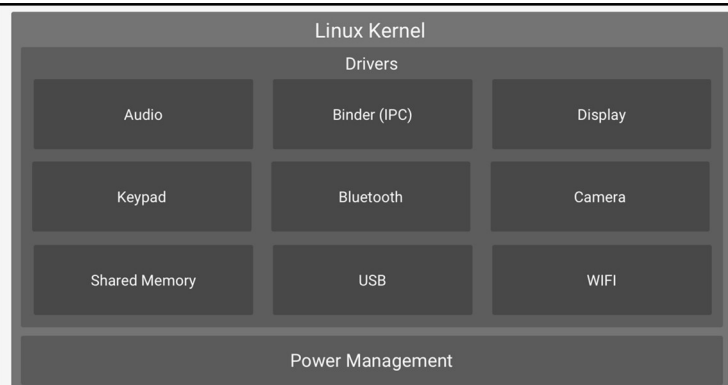 Linux Kernel
Drivers
Audio
Binder (IPC)
Display
Keypad
Bluetooth
Camera
Shared Memory
USB
WIFI
Power Management